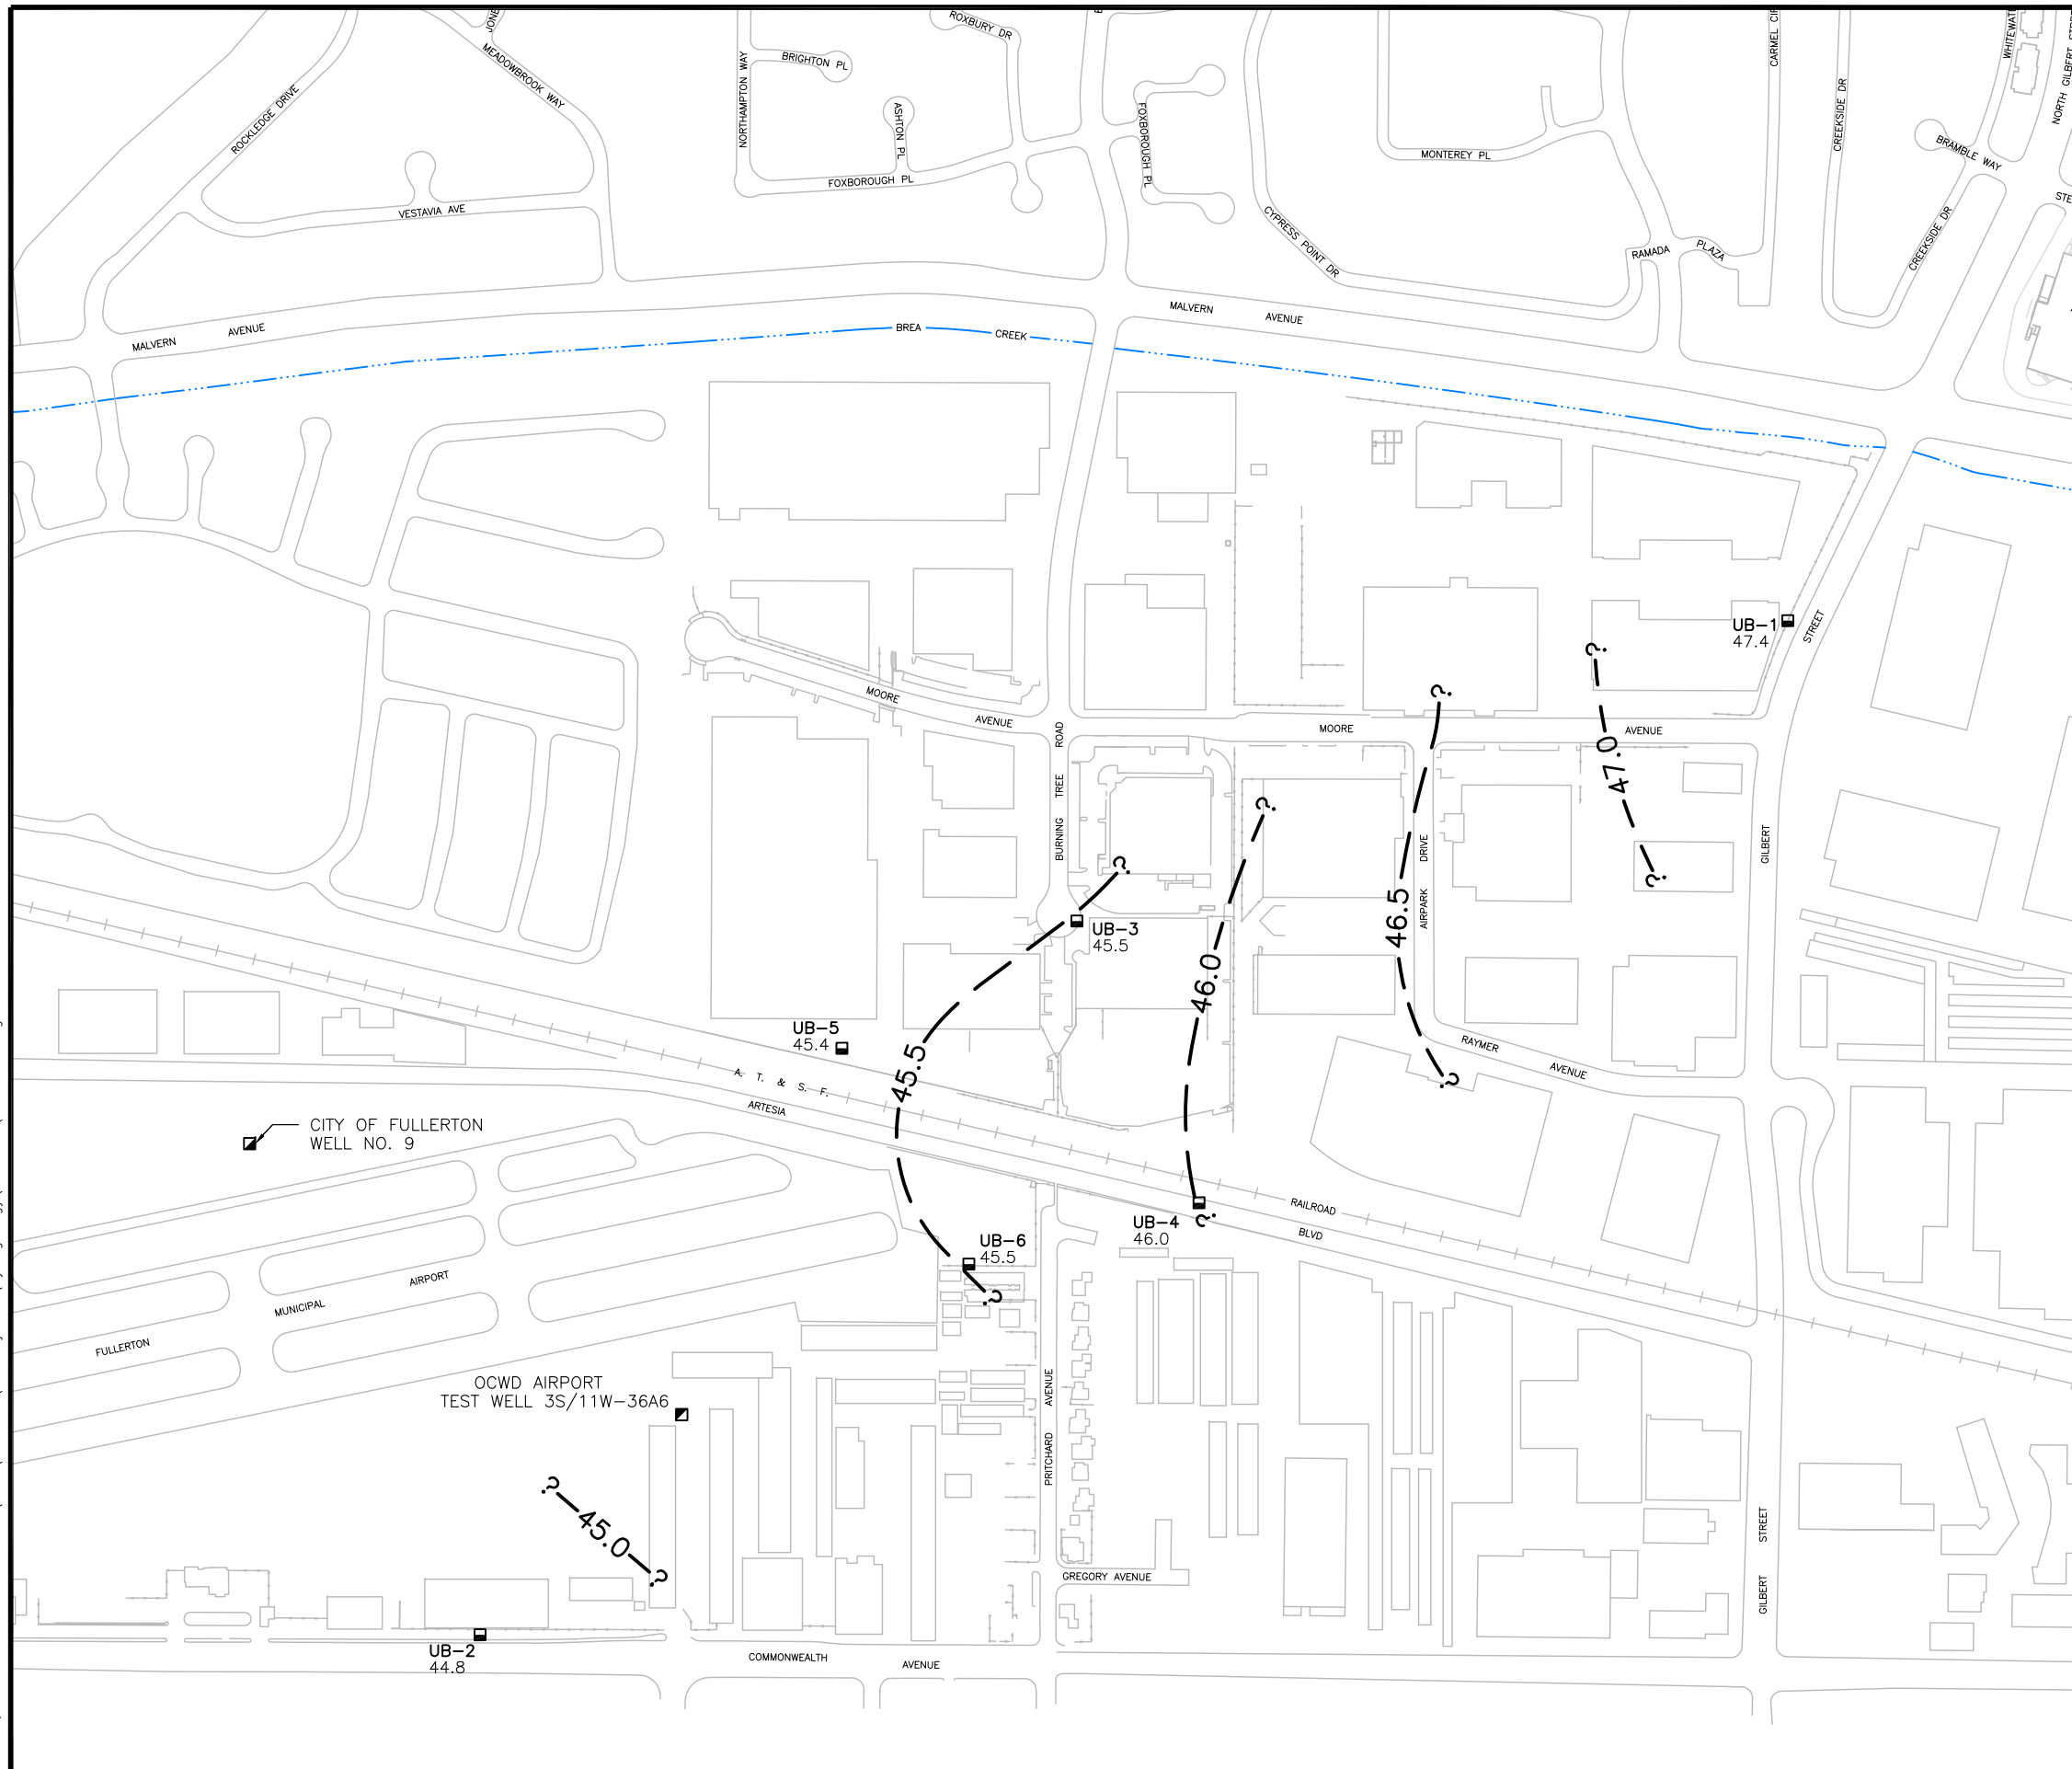 ROXBURY DR
MEADOWBROOK WAY
BRIGHTON PL
NORTHAMPTON WAY
ROCKLEDGE DRIVE
ASHTON PL
FOXBOROUGH PL
CARMEL CIR
CREEKSIDE DR
NORTH GILBERT
BRAMBLE WAY
MONTEREY PL
FOXBOROUGH PL
VESTAVIA AVE
CYPRESS POINT DR
RAMADA PLAZA
CREEKSIDE DR
MALVERN AVENUE
MALVERN AVENUE
BREA CREEK
UB-1
47.4
STREET
?
?
MOORE AVENUE
MOORE AVENUE
47.0
BURNING TREE ROAD
?
?
GILBERT
AIRPARK DRIVE
?
46.5
UB-3
45.5
46.0
UB-5
45.4
45.5
RAYMER AVENUE
?
A. T. & S. F.
ARTESIA
CITY OF FULLERTON
WELL NO. 9
RAILROAD
BLVD
UB-4
46.0
?
UB-6
45.5
?
MUNICIPAL AIRPORT
FULLERTON
OCWD AIRPORT
TEST WELL 3S/11W-36A6
PRITCHARD AVENUE
?
45.0
?
GILBERT STREET
GREGORY AVENUE
UB-2
44.8
COMMONWEALTH AVENUE